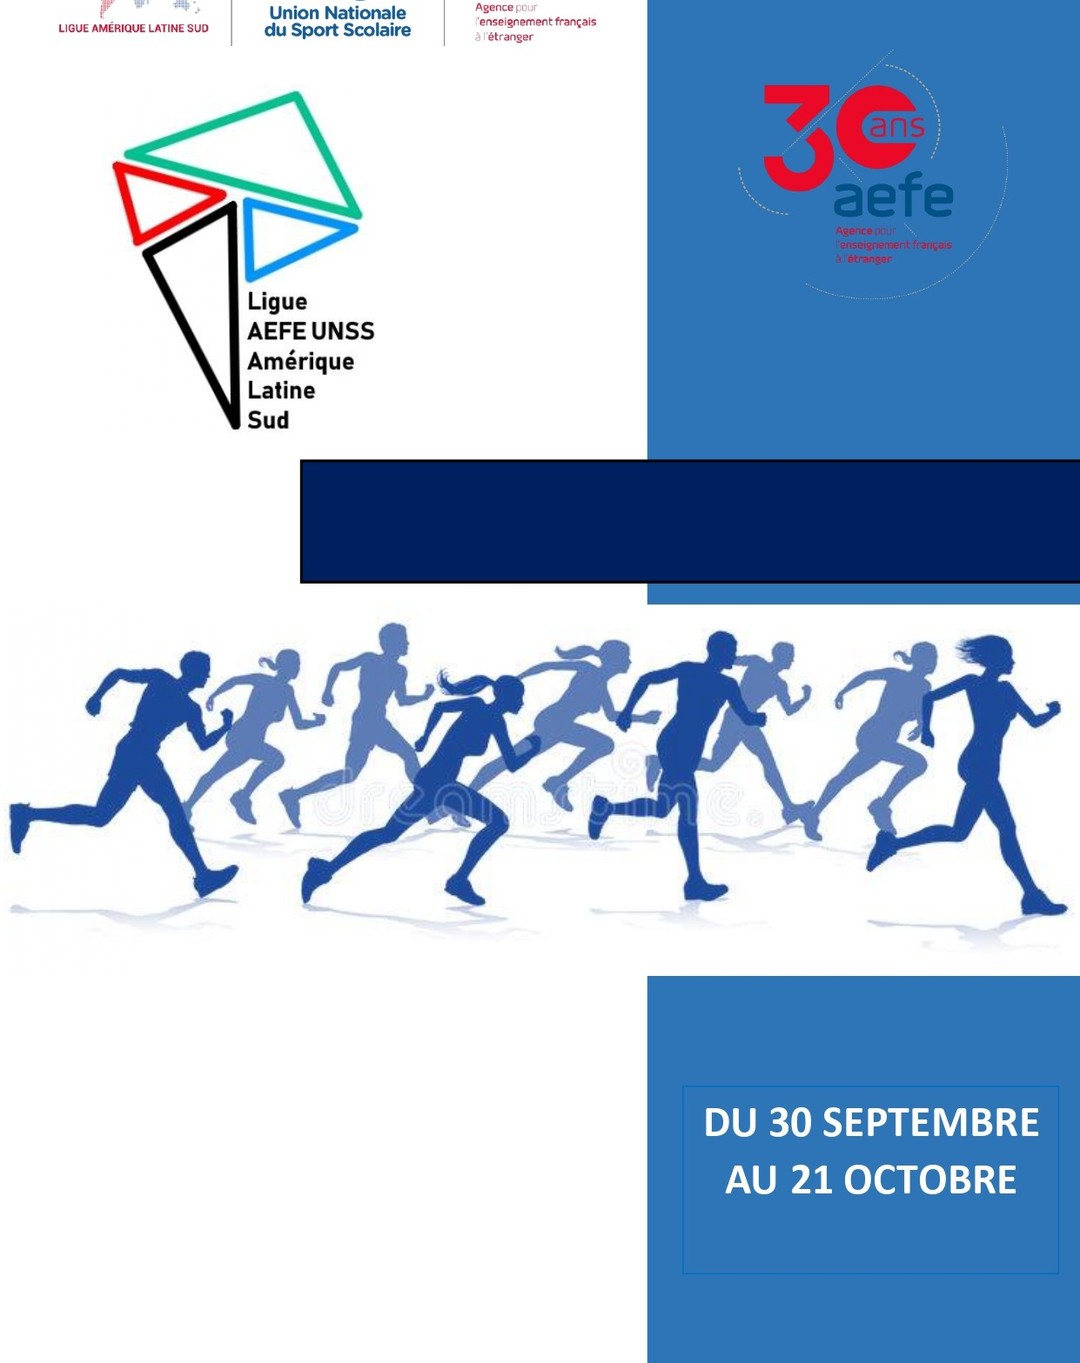 LIGUE AMÉRIQUE LATINE SUD
Union Nationale
du Sport Scolaire
Agence pour
l'enseignement français
à l'étranger
30 ans
aefe
Agence pour
l'enseignement français
à l'étranger
Ligue
AEFE UNSS
Amérique
Latine
Sud
dreamstime.
DU 30 SEPTEMBRE
AU 21 OCTOBRE